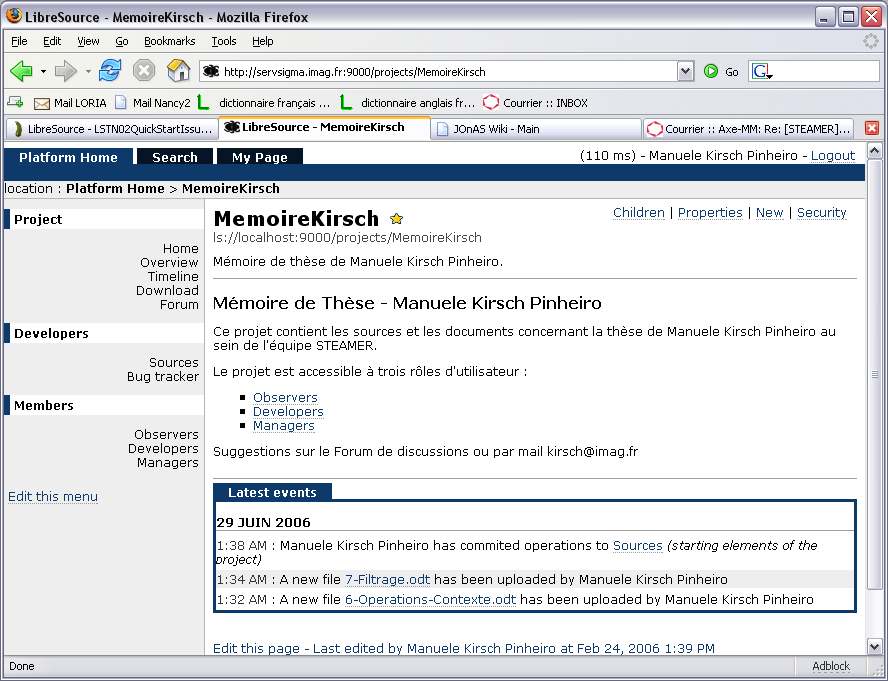 LibreSource - MemoireKirsch - Mozilla Firefox
File Edit View Go Bookmarks Tools Help
http://servsigma.imag.fr:9000/projects/MemoireKirsch Go G
Mail LORIA Mail Nancy2 dictionnaire français ... dictionnaire anglais fr... Courrier :: INBOX
LibreSource - LSTN02QuickStartIssu... LibreSource - MemoireKirsch JOnAS Wiki - Main Courrier :: Axe-MM: Re: [STEAMER]...
Platform Home Search My Page (110 ms) - Manuele Kirsch Pinheiro - Logout
location : Platform Home > MemoireKirsch
Project
Home
Overview
Timeline
Download
Forum
Developers
Sources
Bug tracker
Members
Observers
Developers
Managers
Edit this menu
MemoireKirsch Children | Properties | New | Security
ls://localhost:9000/projects/MemoireKirsch
Mémoire de thèse de Manuele Kirsch Pinheiro.
Mémoire de Thèse - Manuele Kirsch Pinheiro
Ce projet contient les sources et les documents concernant la thèse de Manuele Kirsch Pinheiro au
sein de l'équipe STEAMER.
Le projet est accessible à trois rôles d'utilisateur :
Observers
Developers
Managers
Suggestions sur le Forum de discussions ou par mail kirsch@imag.fr
Latest events
29 JUIN 2006
1:38 AM : Manuele Kirsch Pinheiro has commited operations to Sources (starting elements of the
project)
1:34 AM : A new file 7-Filtrage.odt has been uploaded by Manuele Kirsch Pinheiro
1:32 AM : A new file 6-Operations-Contexte.odt has been uploaded by Manuele Kirsch Pinheiro
Edit this page - Last edited by Manuele Kirsch Pinheiro at Feb 24, 2006 1:39 PM
Done Adblock